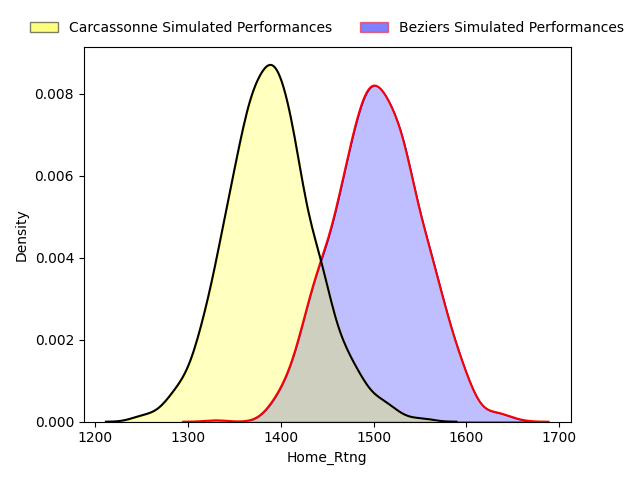 Carcassonne Simulated Performances
Beziers Simulated Performances
0.008
0.006
0.004
0.002
0.000
Density
1200 1300 1400 1500 1600 1700
Home_Rtng